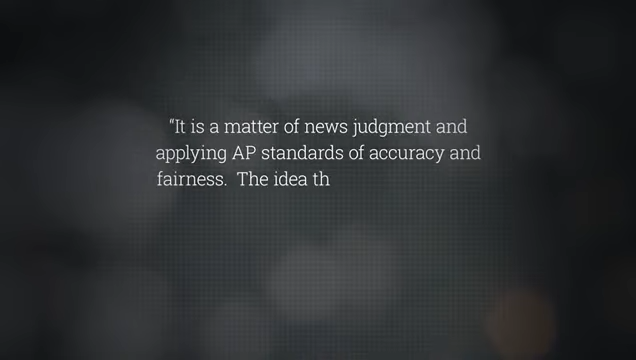 “It is a matter of news judgment and
applying AP standards of accuracy and
fairness.  The idea th